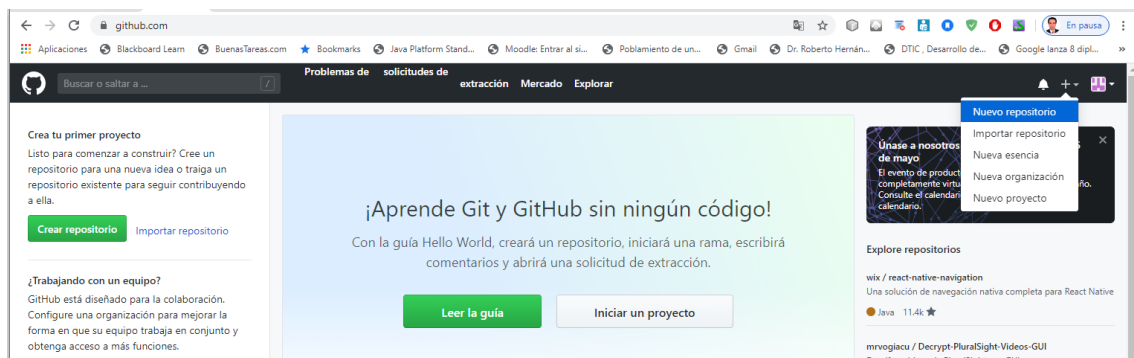 github.com
En pausa
Aplicaciones Blackboard Learn BuenasTareas.com Bookmarks Java Platform Stand... Moodle: Entrar al si... Poblamiento de un... Gmail Dr. Roberto Hernán... DTIC , Desarrollo de... Google lanza 8 dipl... »
Buscar o saltar a ... /
Problemas de solicitudes de
extracción Mercado Explorar
Nuevo repositorio
Importar repositorio
Nueva esencia
Nueva organización
Nuevo proyecto
Crea tu primer proyecto
Listo para comenzar a construir? Cree un
repositorio para una nueva idea o traiga un
repositorio existente para seguir contribuyendo
a ella.
Crear repositorio Importar repositorio
¿Trabajando con un equipo?
GitHub está diseñado para la colaboración.
Configure una organización para mejorar la
forma en que su equipo trabaja en conjunto y
obtenga acceso a más funciones.
¡Aprende Git y GitHub sin ningún código!
Con la guía Hello World, creará un repositorio, iniciará una rama, escribirá
comentarios y abrirá una solicitud de extracción.
Leer la guía Iniciar un proyecto
Únase a nosotros
de mayo
El evento de product
completamente virtu
Consulte el calendari
calendario.
ño.
Explore repositorios
wix / react-native-navigation
Una solución de navegación nativa completa para React Native
Java 11.4k
mrvogiacu / Decrypt-PluralSight-Videos-GUI